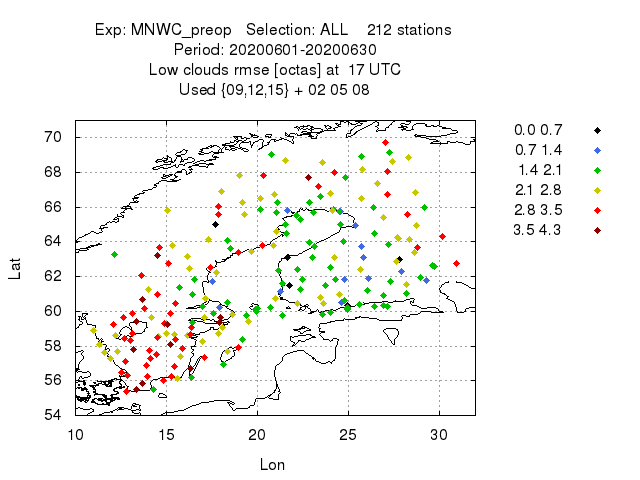 Exp: MNWC_preop Selection: ALL 212 stations
Period: 20200601-20200630
Low clouds rmse [octas] at 17 UTC
Used {09,12,15} + 02 05 08
0.0 0.7
0.7 1.4
1.4 2.1
2.1 2.8
2.8 3.5
3.5 4.3
Lat
70
68
66
64
62
60
58
56
54
10 15 20 25 30
Lon